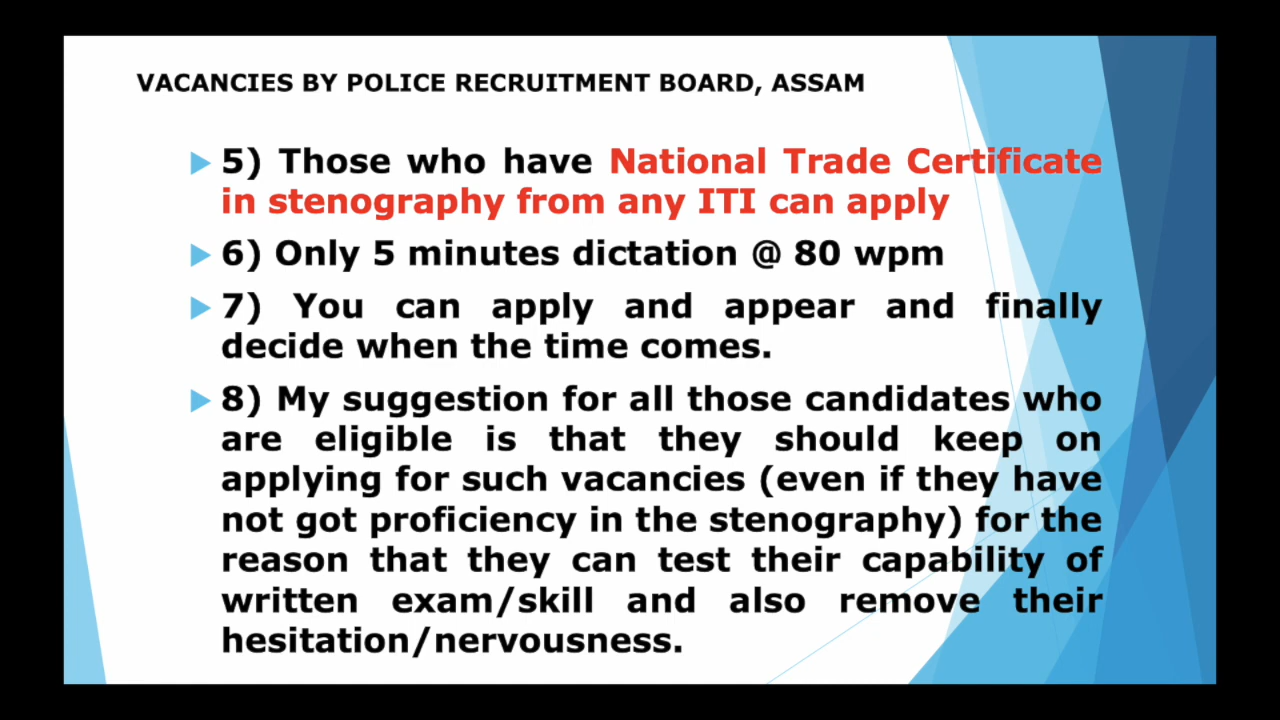 VACANCIES BY POLICE RECRUITMENT BOARD, ASSAM
5) Those who have National Trade Certificate
in stenography from any ITI can apply
6) Only 5 minutes dictation @ 80 wpm
7) You can apply and appear and finally
decide when the time comes.
8) My suggestion for all those candidates who
are eligible is that they should keep on
applying for such vacancies (even if they have
not got proficiency in the stenography) for the
reason that they can test their capability of
written exam/skill and also remove their
hesitation/nervousness.